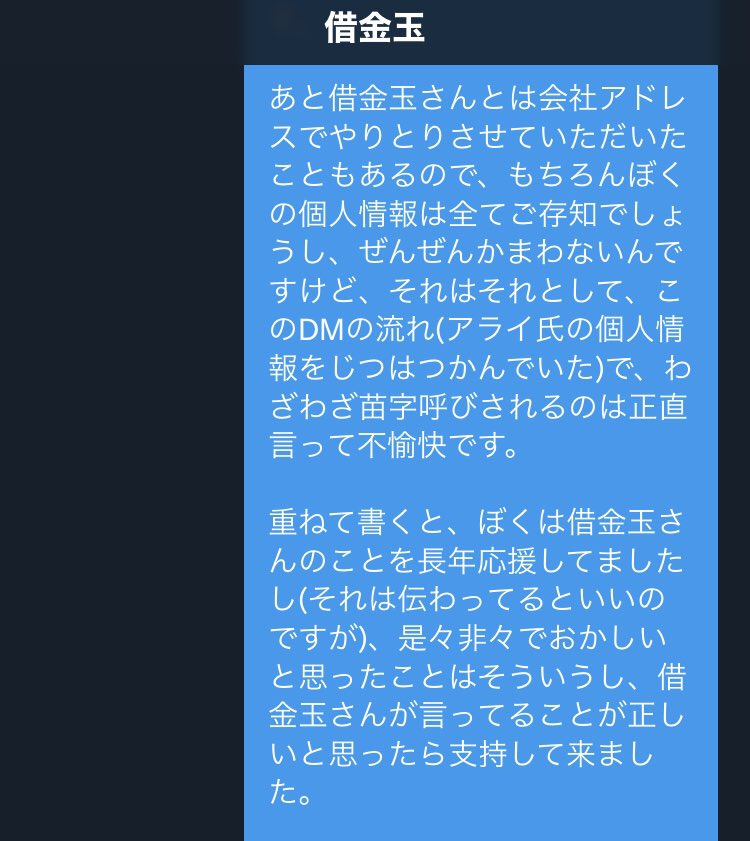 借金玉
あと借金玉さんとは会社アドレ
スでやりとりさせていただいた
こともあるので、もちろんぼく
の個人情報は全てご存知でしょ
うし、ぜんぜんかまわないんで
すけど、それはそれとして、こ
のDMの流れ(アライ氏の個人情
報をじつはつかんでいた)で、わ
ざわざ苗字呼びされるのは正直
言って不愉快です。
重ねて書くと、ぼくは借金玉さ
んのことを長年応援してました
し(それは伝わってるといいの
ですが)、是々非々でおかしい
と思ったことはそういうし、借
金玉さんが言ってることが正し
いと思ったら支持して来まし
た。